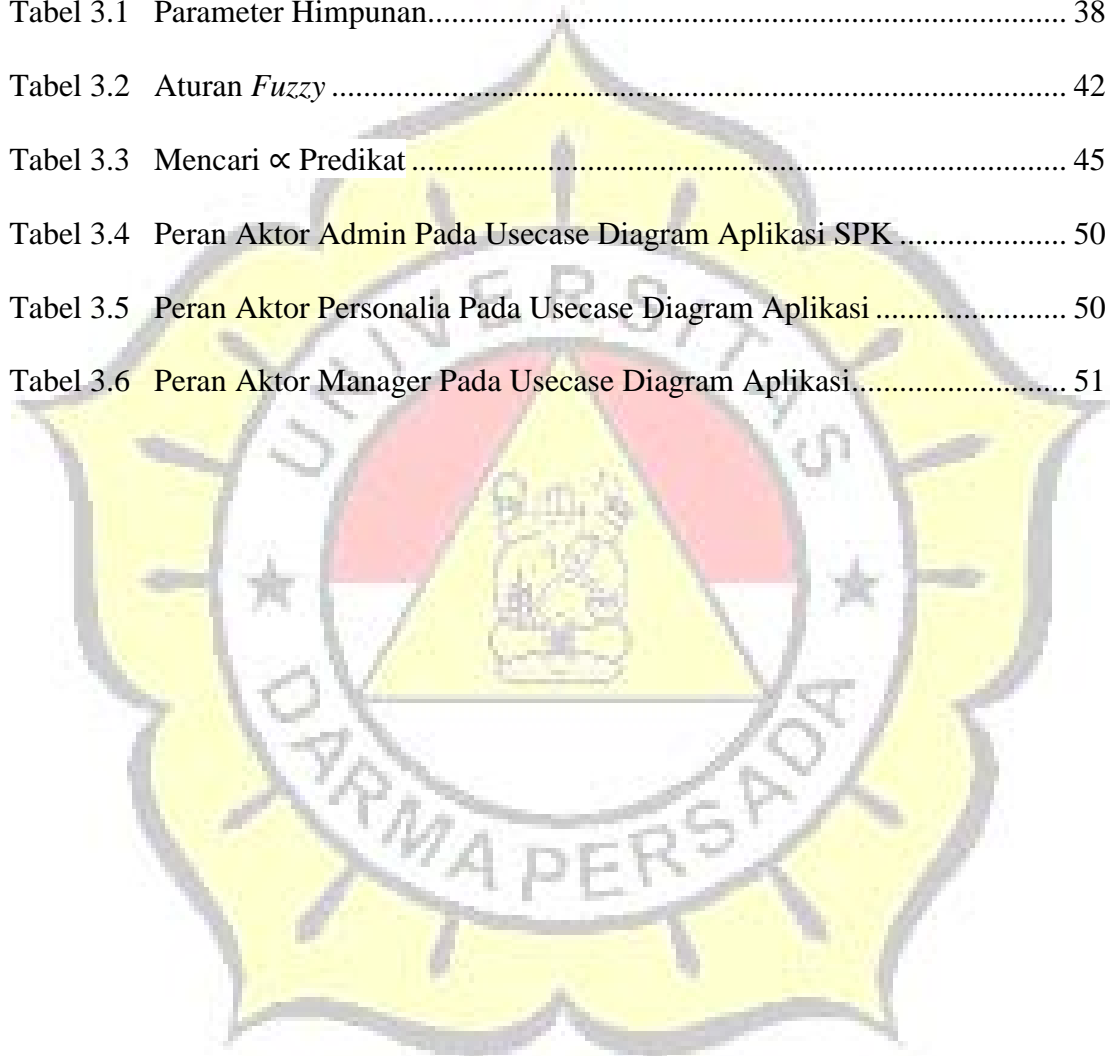 Tabel 3.1 Parameter Himpunan.................................................................................. 38
Tabel 3.2 Aturan Fuzzy ............................................................................................ 42
Tabel 3.3 Mencari ∝ Predikat .................................................................................. 45
Tabel 3.4 Peran Aktor Admin Pada Usecase Diagram Aplikasi SPK .................... 50
Tabel 3.5 Peran Aktor Personalia Pada Usecase Diagram Aplikasi ....................... 50
Tabel 3.6 Peran Aktor Manager Pada Usecase Diagram Aplikasi.......................... 51
UNIVERSITAS
DARMA PERSADA